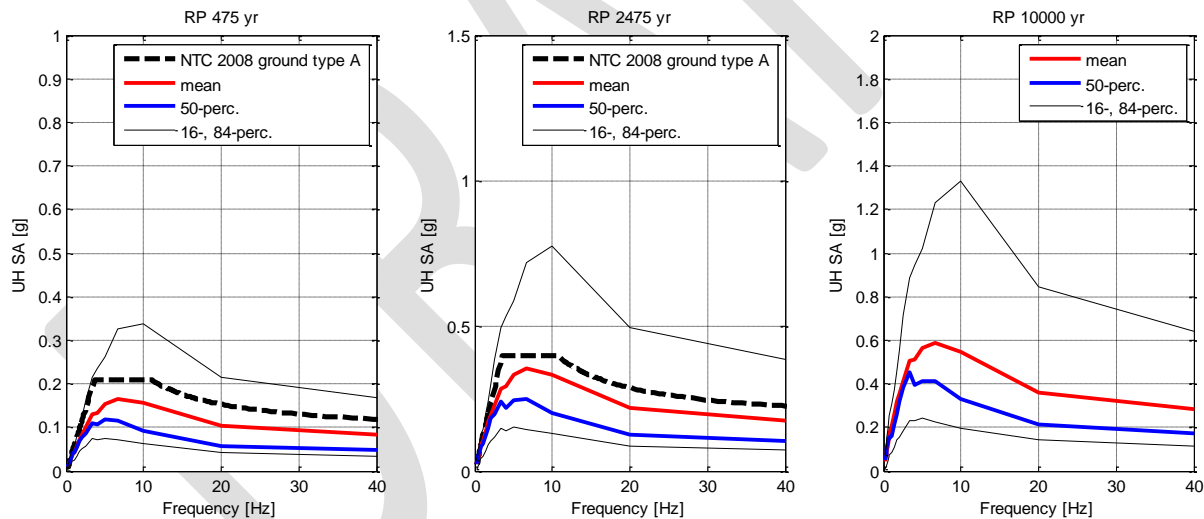 RP 475 yr
1
0.9
0.8
0.7
0.6
0.5
0.4
0.3
0.2
0.1
0
UH SA [g]
NTC 2008 ground type A
mean
50-perc.
16-, 84-perc.
0 10 20 30 40
Frequency [Hz]
RP 2475 yr
1.5
1
0.5
0
UH SA [g]
NTC 2008 ground type A
mean
50-perc.
16-, 84-perc.
0 10 20 30 40
Frequency [Hz]
RP 10000 yr
2
1.8
1.6
1.4
1.2
1
0.8
0.6
0.4
0.2
0
UH SA [g]
mean
50-perc.
16-, 84-perc.
0 10 20 30 40
Frequency [Hz]